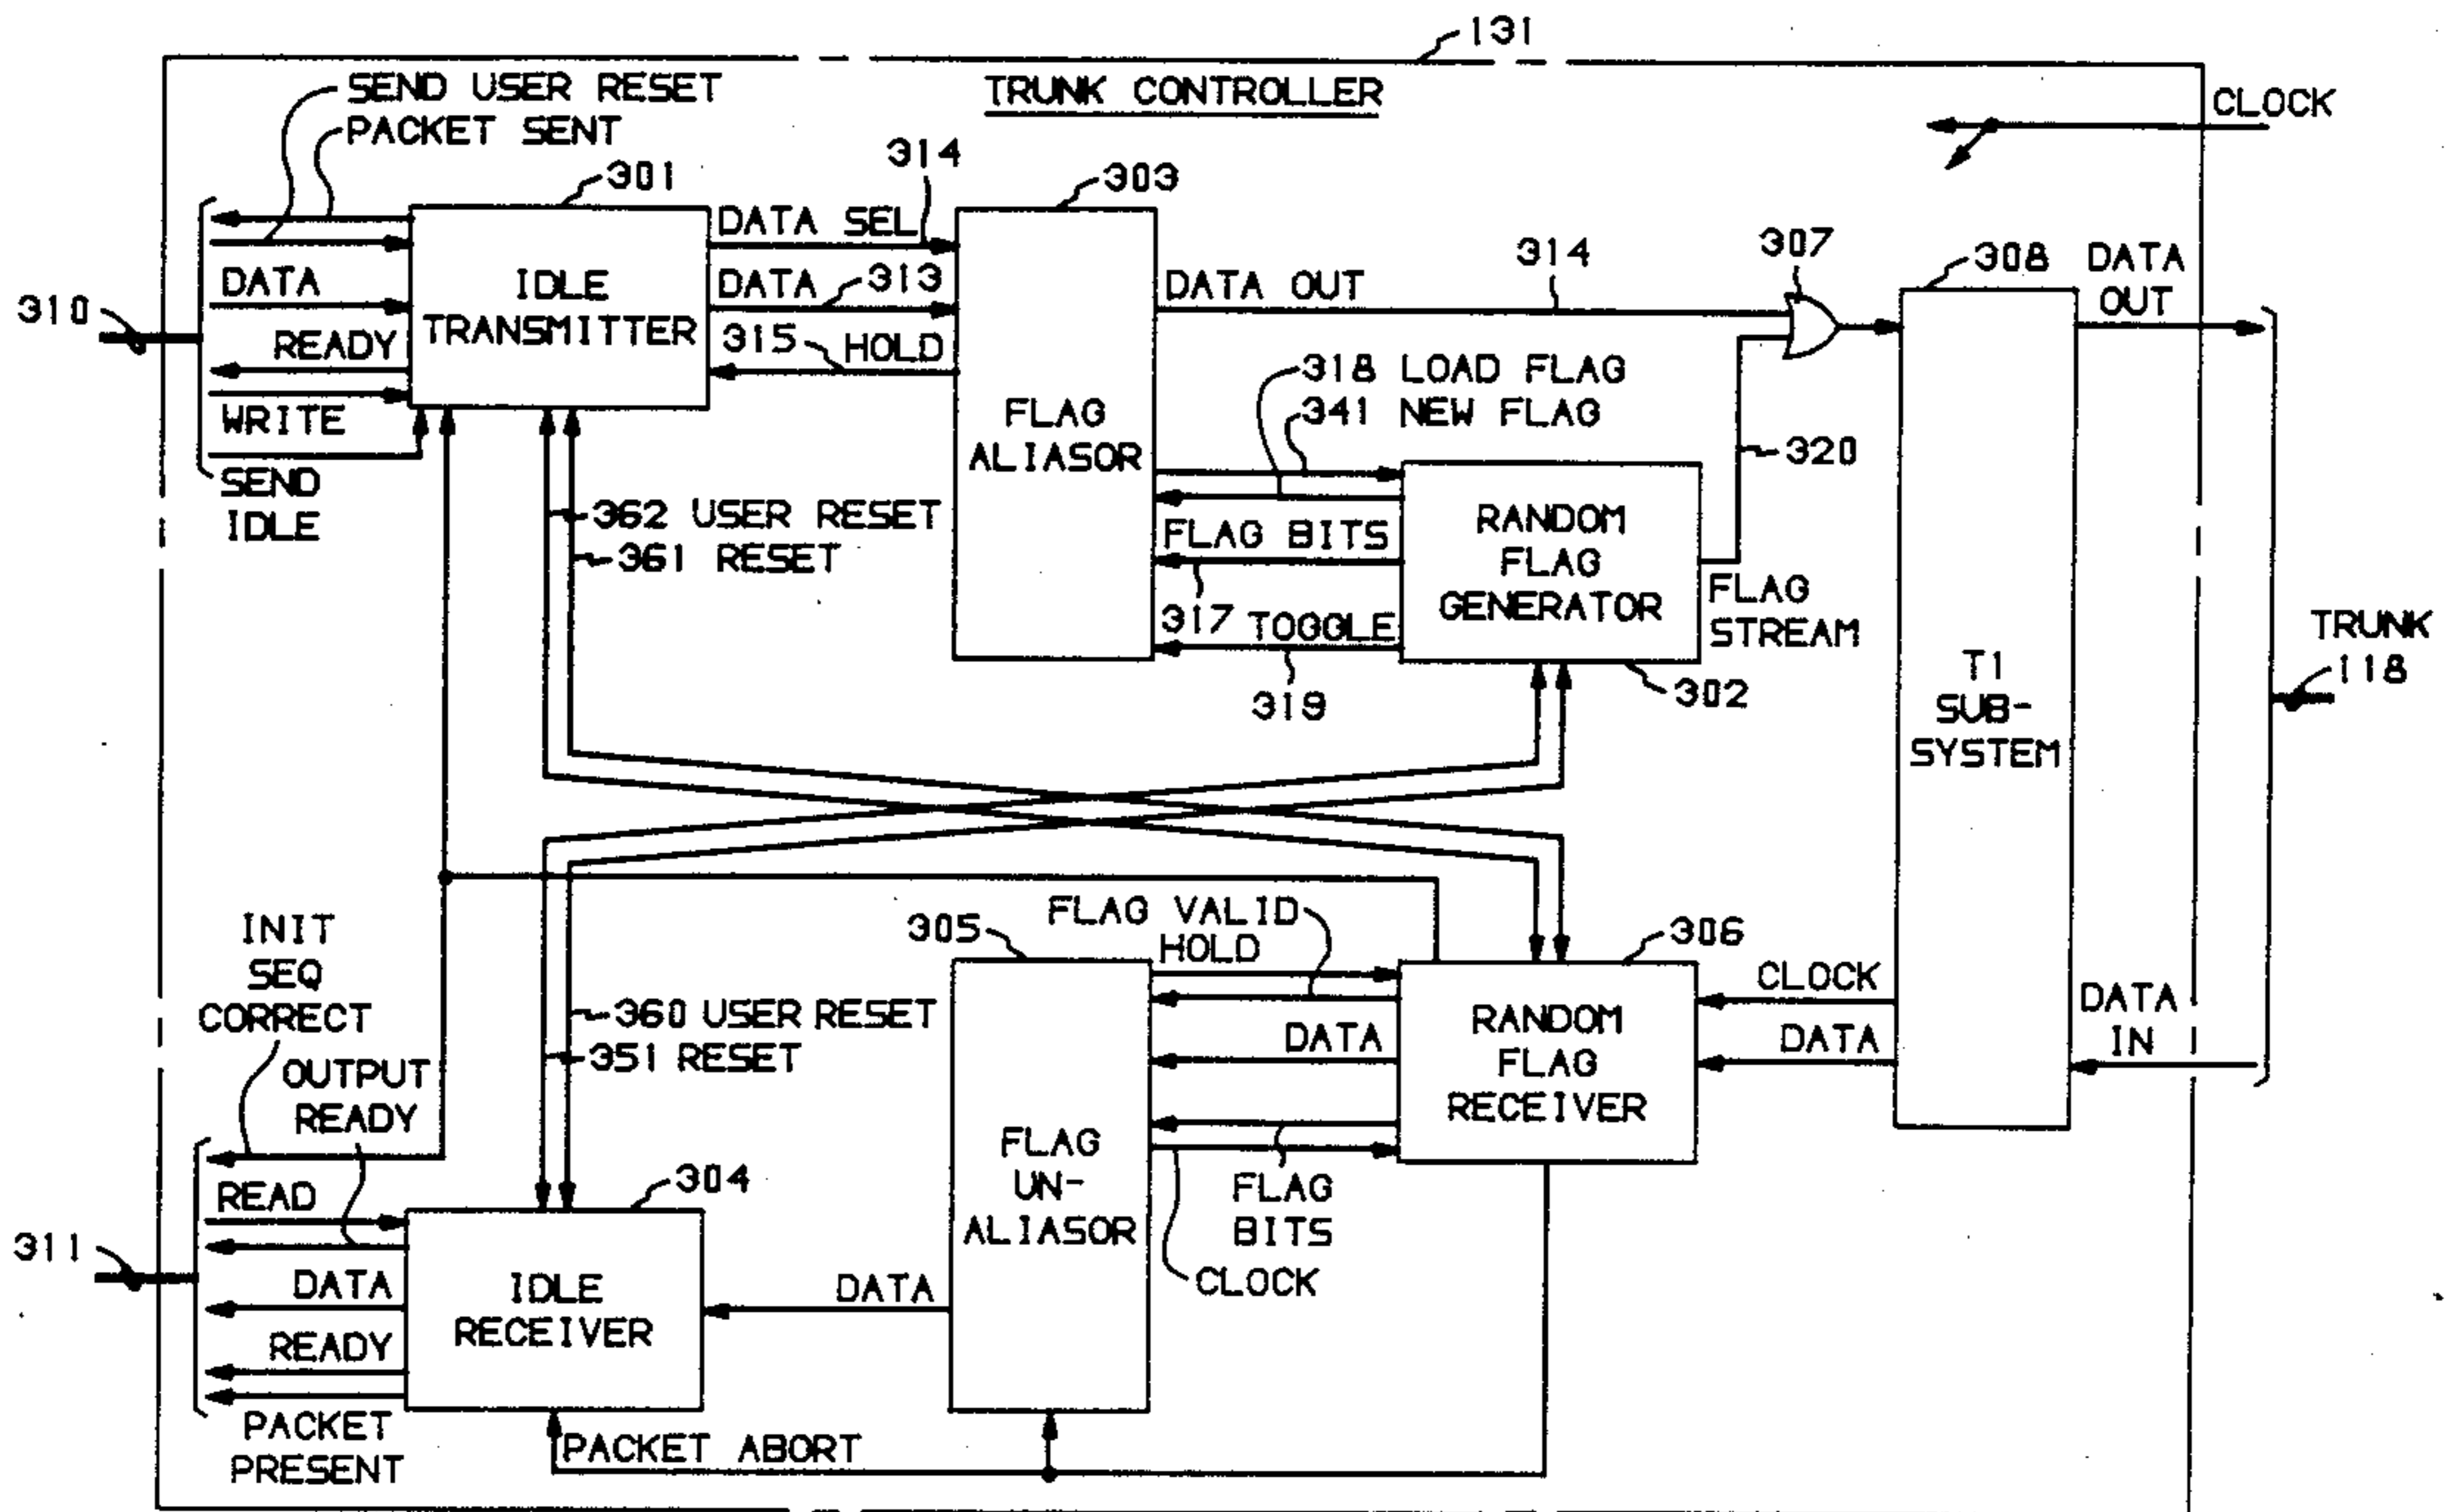 131
TRUNK CONTROLLER
CLOCK
SEND USER RESET
PACKET SENT
301
314
303
DATA SEL
DATA
313
315
HOLD
IDLE
TRANSMITTER
310
DATA
READY
WRITE
SEND
IDLE
DATA OUT
314
307
308
DATA
OUT
318 LOAD FLAG
341 NEW FLAG
FLAG
ALIASOR
320
362 USER RESET
361 RESET
FLAG BITS
317
TOGGLE
319
RANDOM
FLAG
GENERATOR
302
FLAG
STREAM
T1
SUB-
SYSTEM
TRUNK
118
INIT
SEQ
CORRECT
OUTPUT
READY
360 USER RESET
351 RESET
305
FLAG VALID
HOLD
306
CLOCK
DATA
DATA
IN
DATA
RANDOM
FLAG
RECEIVER
FLAG
UN-
ALIASOR
FLAG
BITS
CLOCK
READ
304
311
DATA
READY
PACKET
PRESENT
IDLE
RECEIVER
DATA
PACKET ABORT